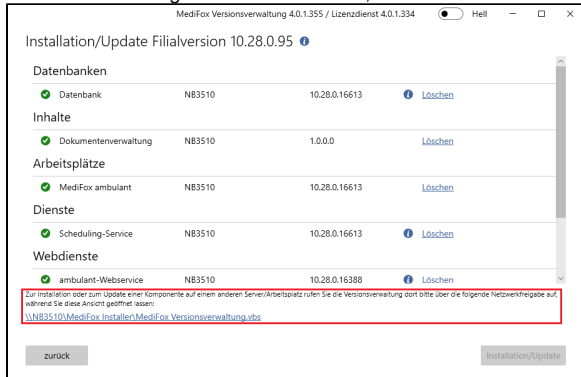 MediFox Versionsverwaltung 4.0.1.355 / Lizenzdienst 4.0.1.334 Hell
Installation/Update Filialversion 10.28.0.95
Datenbanken
Datenbank NB3510 10.28.0.16613 Löschen
Inhalte
Dokumentenverwaltung NB3510 1.0.0.0 Löschen
Arbeitsplätze
MediFox ambulant NB3510 10.28.0.16613 Löschen
Dienste
Scheduling-Service NB3510 10.28.0.16613 Löschen
Webdienste
ambulant-Webservice NB3510 10.28.0.16388 Löschen
Zur Installation oder zum Update einer Komponente auf einem anderen Server/Arbeitsplatz rufen Sie die Versionsverwaltung dort bitte über die folgende Netzwerkfreigabe auf,
während Sie diese Ansicht geöffnet lassen:
\\NB3510\MediFox Installer\MediFox Versionsverwaltung.vbs
zurück Installation/Update